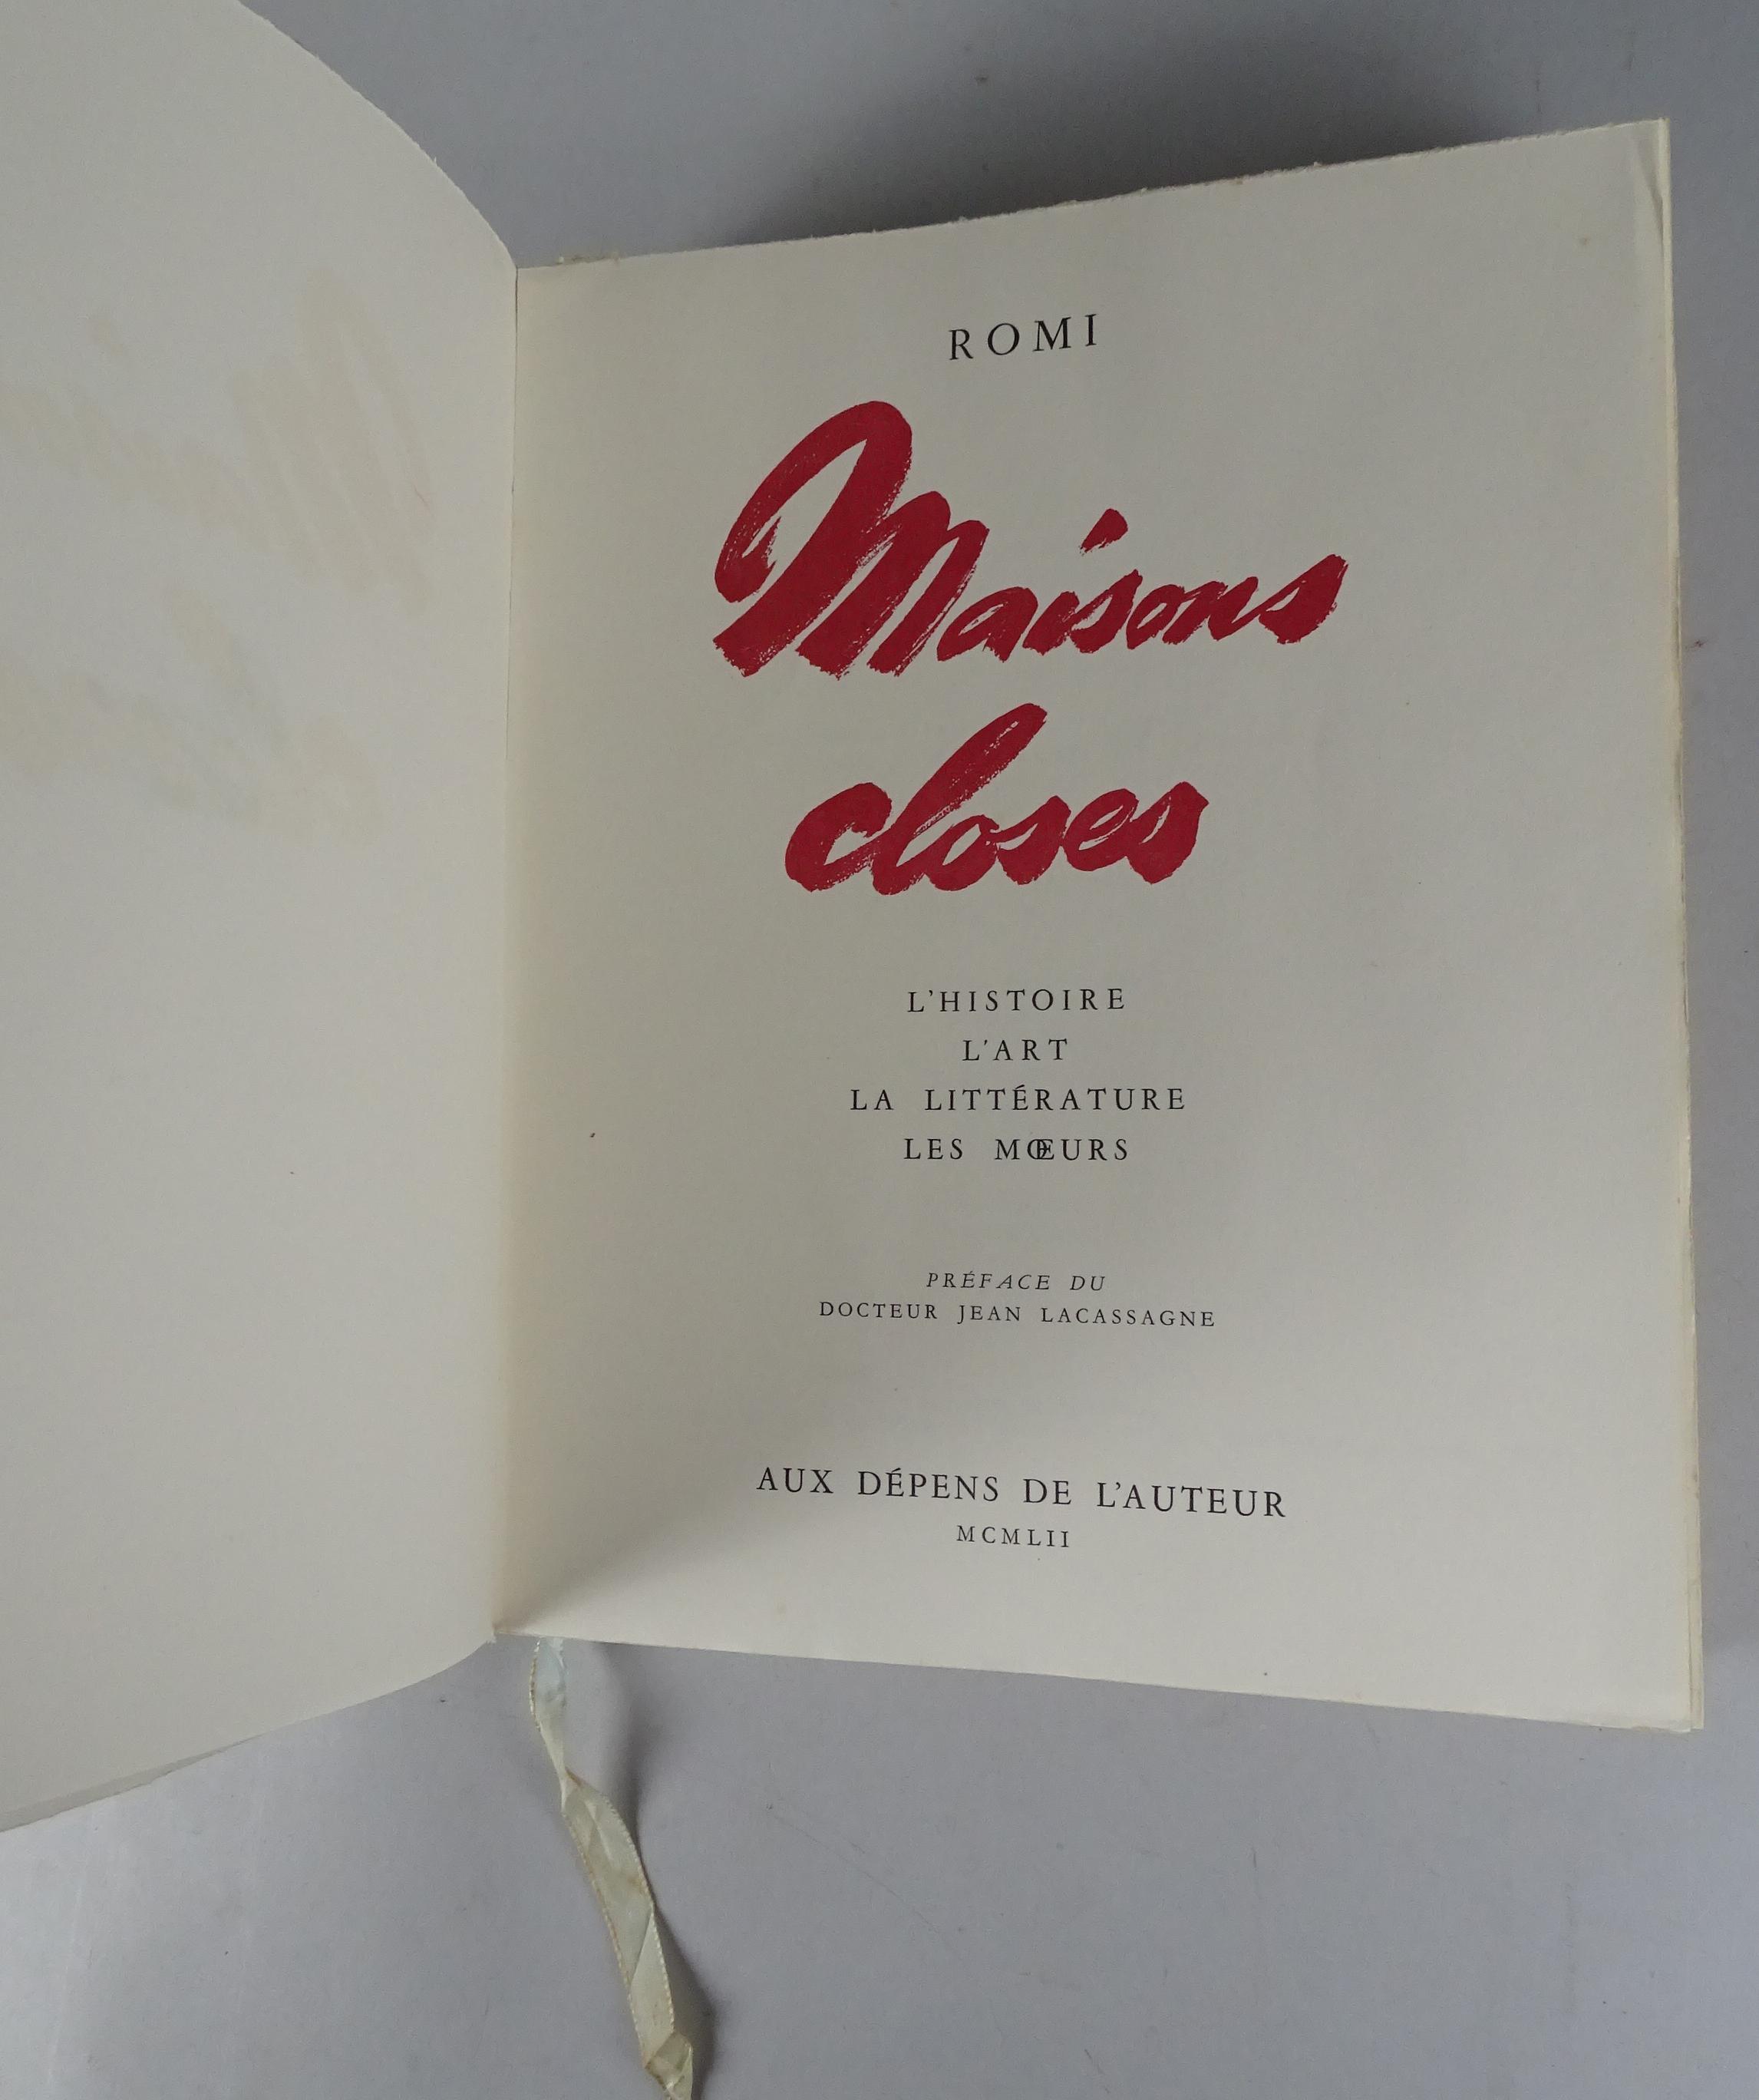 ROMI
Maisons
closes
L'HISTOIRE
L'ART
LA LITTÉRATURE
LES MŒURS
PRÉFACE DU
DOCTEUR JEAN LACASSAGNE
AUX DÉPENS DE L'AUTEUR
MCMLII